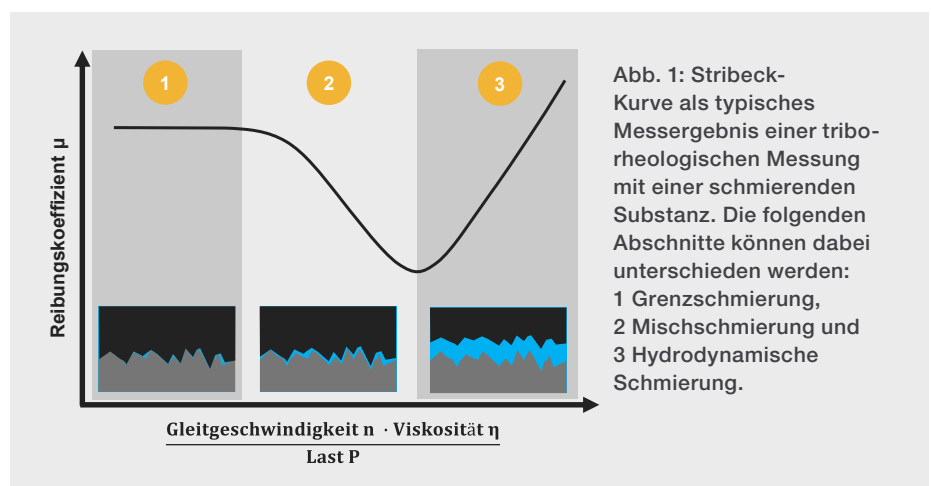 1
2
3
Reibungskoeffizient μ
Gleitgeschwindigkeit n · Viskosität η
Last P
Abb. 1: Stribeck-
Kurve als typisches
Messergebnis einer tribo-
rheologischen Messung
mit einer schmierenden
Substanz. Die folgenden
Abschnitte können dabei
unterschieden werden:
1 Grenzschmierung,
2 Mischschmierung und
3 Hydrodynamische
Schmierung.